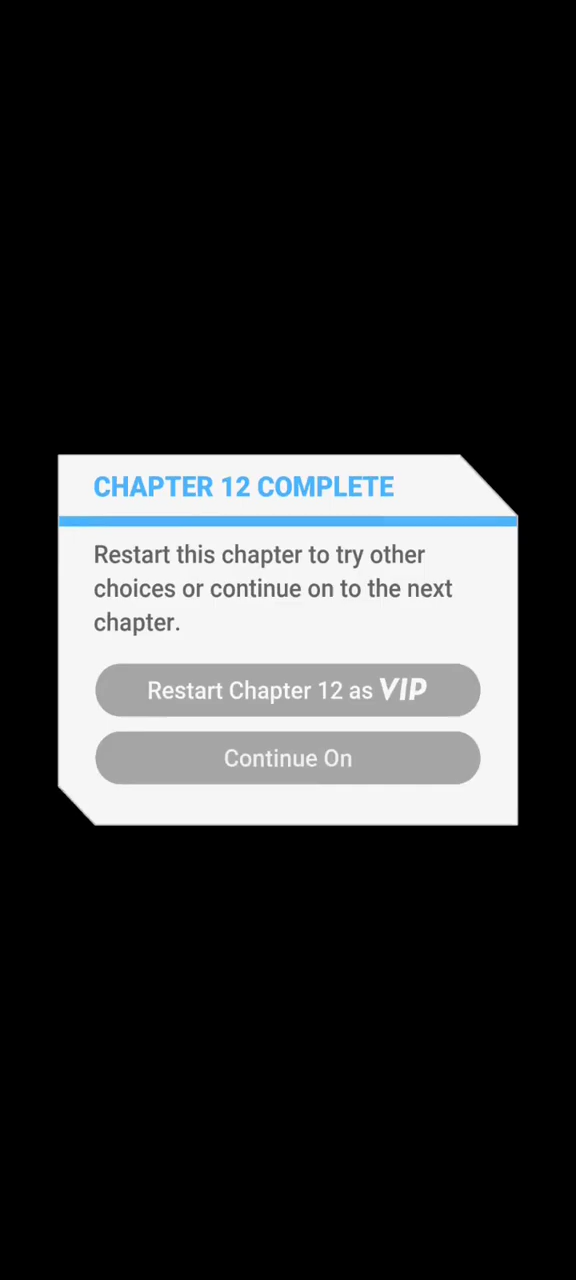 CHAPTER 12 COMPLETE
Restart this chapter to try other
choices or continue on to the next
chapter.
Restart Chapter 12 as VIP
Continue On